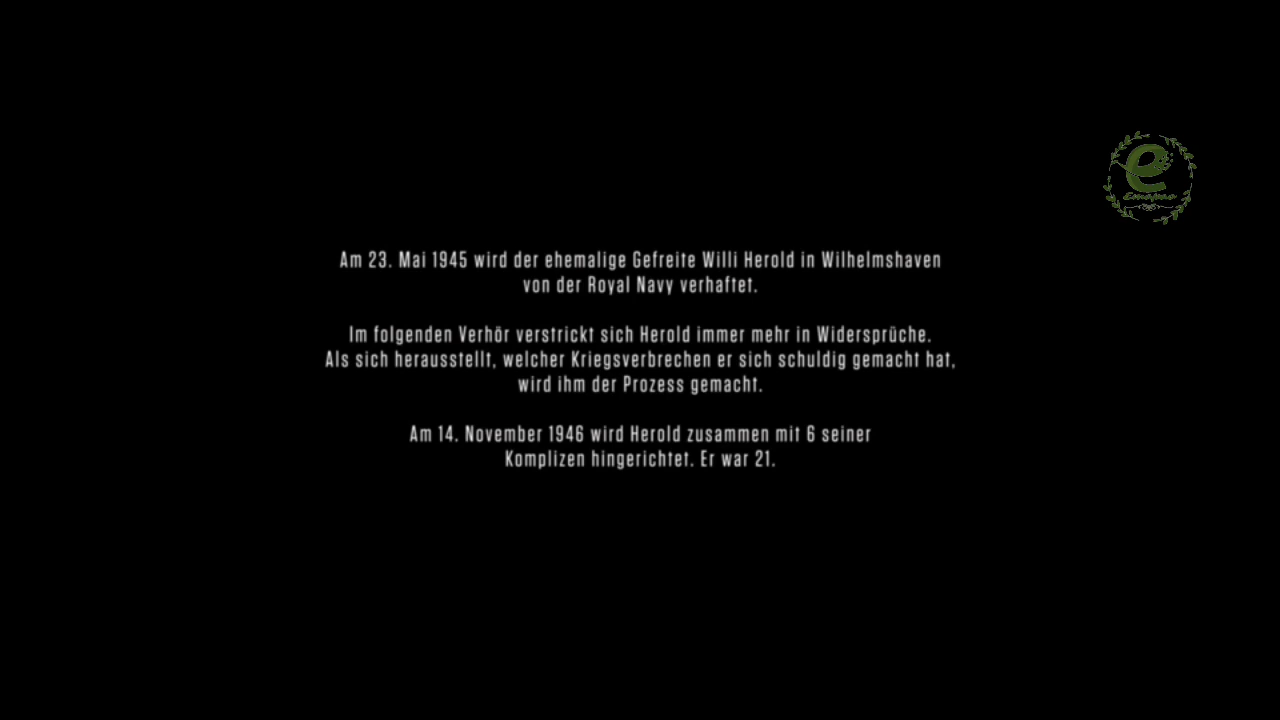 Am 23. Mai 1945 wird der ehemalige Gefreite Willi Herold in Wilhelmshaven
von der Royal Navy verhaftet.
Im folgenden Verhör verstrickt sich Herold immer mehr in Widersprüche.
Als sich herausstellt, welcher Kriegsverbrechen er sich schuldig gemacht hat,
wird ihm der Prozess gemacht.
Am 14. November 1946 wird Herold zusammen mit 6 seiner
Komplizen hingerichtet. Er war 21.
e